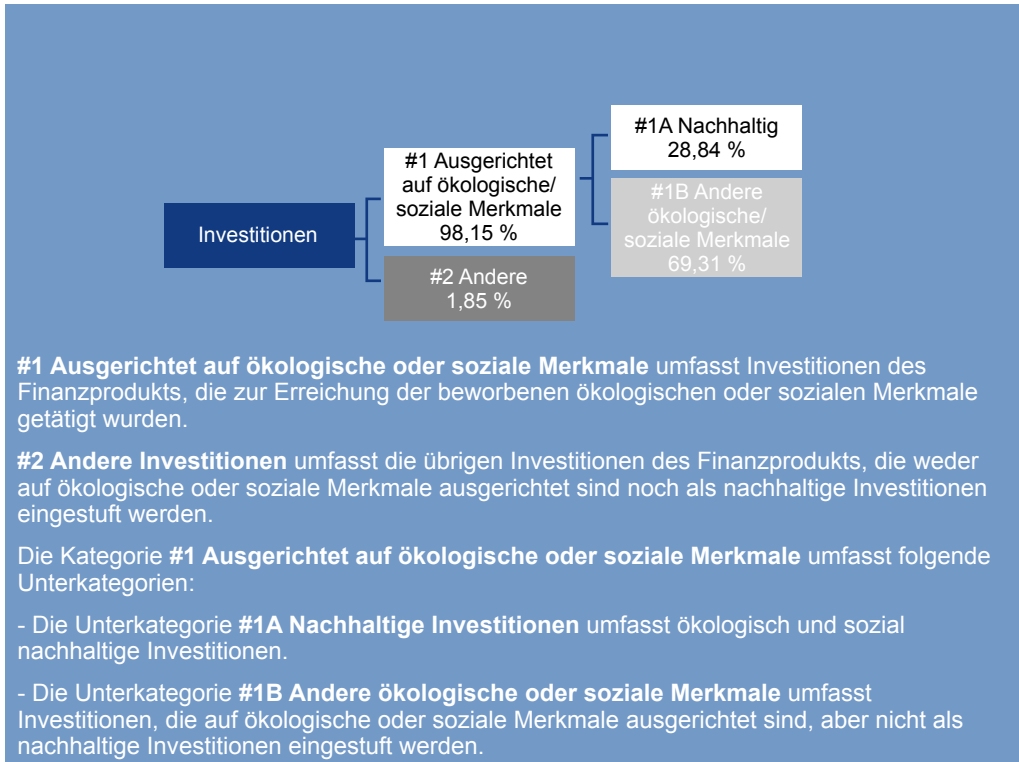 Investitionen
#1 Ausgerichtet
auf ökologische/
soziale Merkmale
98,15 %
#2 Andere
1,85 %
#1A Nachhaltig
28,84 %
#1B Andere
ökologische/
soziale Merkmale
69,31 %
#1 Ausgerichtet auf ökologische oder soziale Merkmale umfasst Investitionen des
Finanzprodukts, die zur Erreichung der beworbenen ökologischen oder sozialen Merkmale
getätigt wurden.
#2 Andere Investitionen umfasst die übrigen Investitionen des Finanzprodukts, die weder
auf ökologische oder soziale Merkmale ausgerichtet sind noch als nachhaltige Investitionen
eingestuft werden.
Die Kategorie #1 Ausgerichtet auf ökologische oder soziale Merkmale umfasst folgende
Unterkategorien:
- Die Unterkategorie #1A Nachhaltige Investitionen umfasst ökologisch und sozial
nachhaltige Investitionen.
- Die Unterkategorie #1B Andere ökologische oder soziale Merkmale umfasst
Investitionen, die auf ökologische oder soziale Merkmale ausgerichtet sind, aber nicht als
nachhaltige Investitionen eingestuft werden.